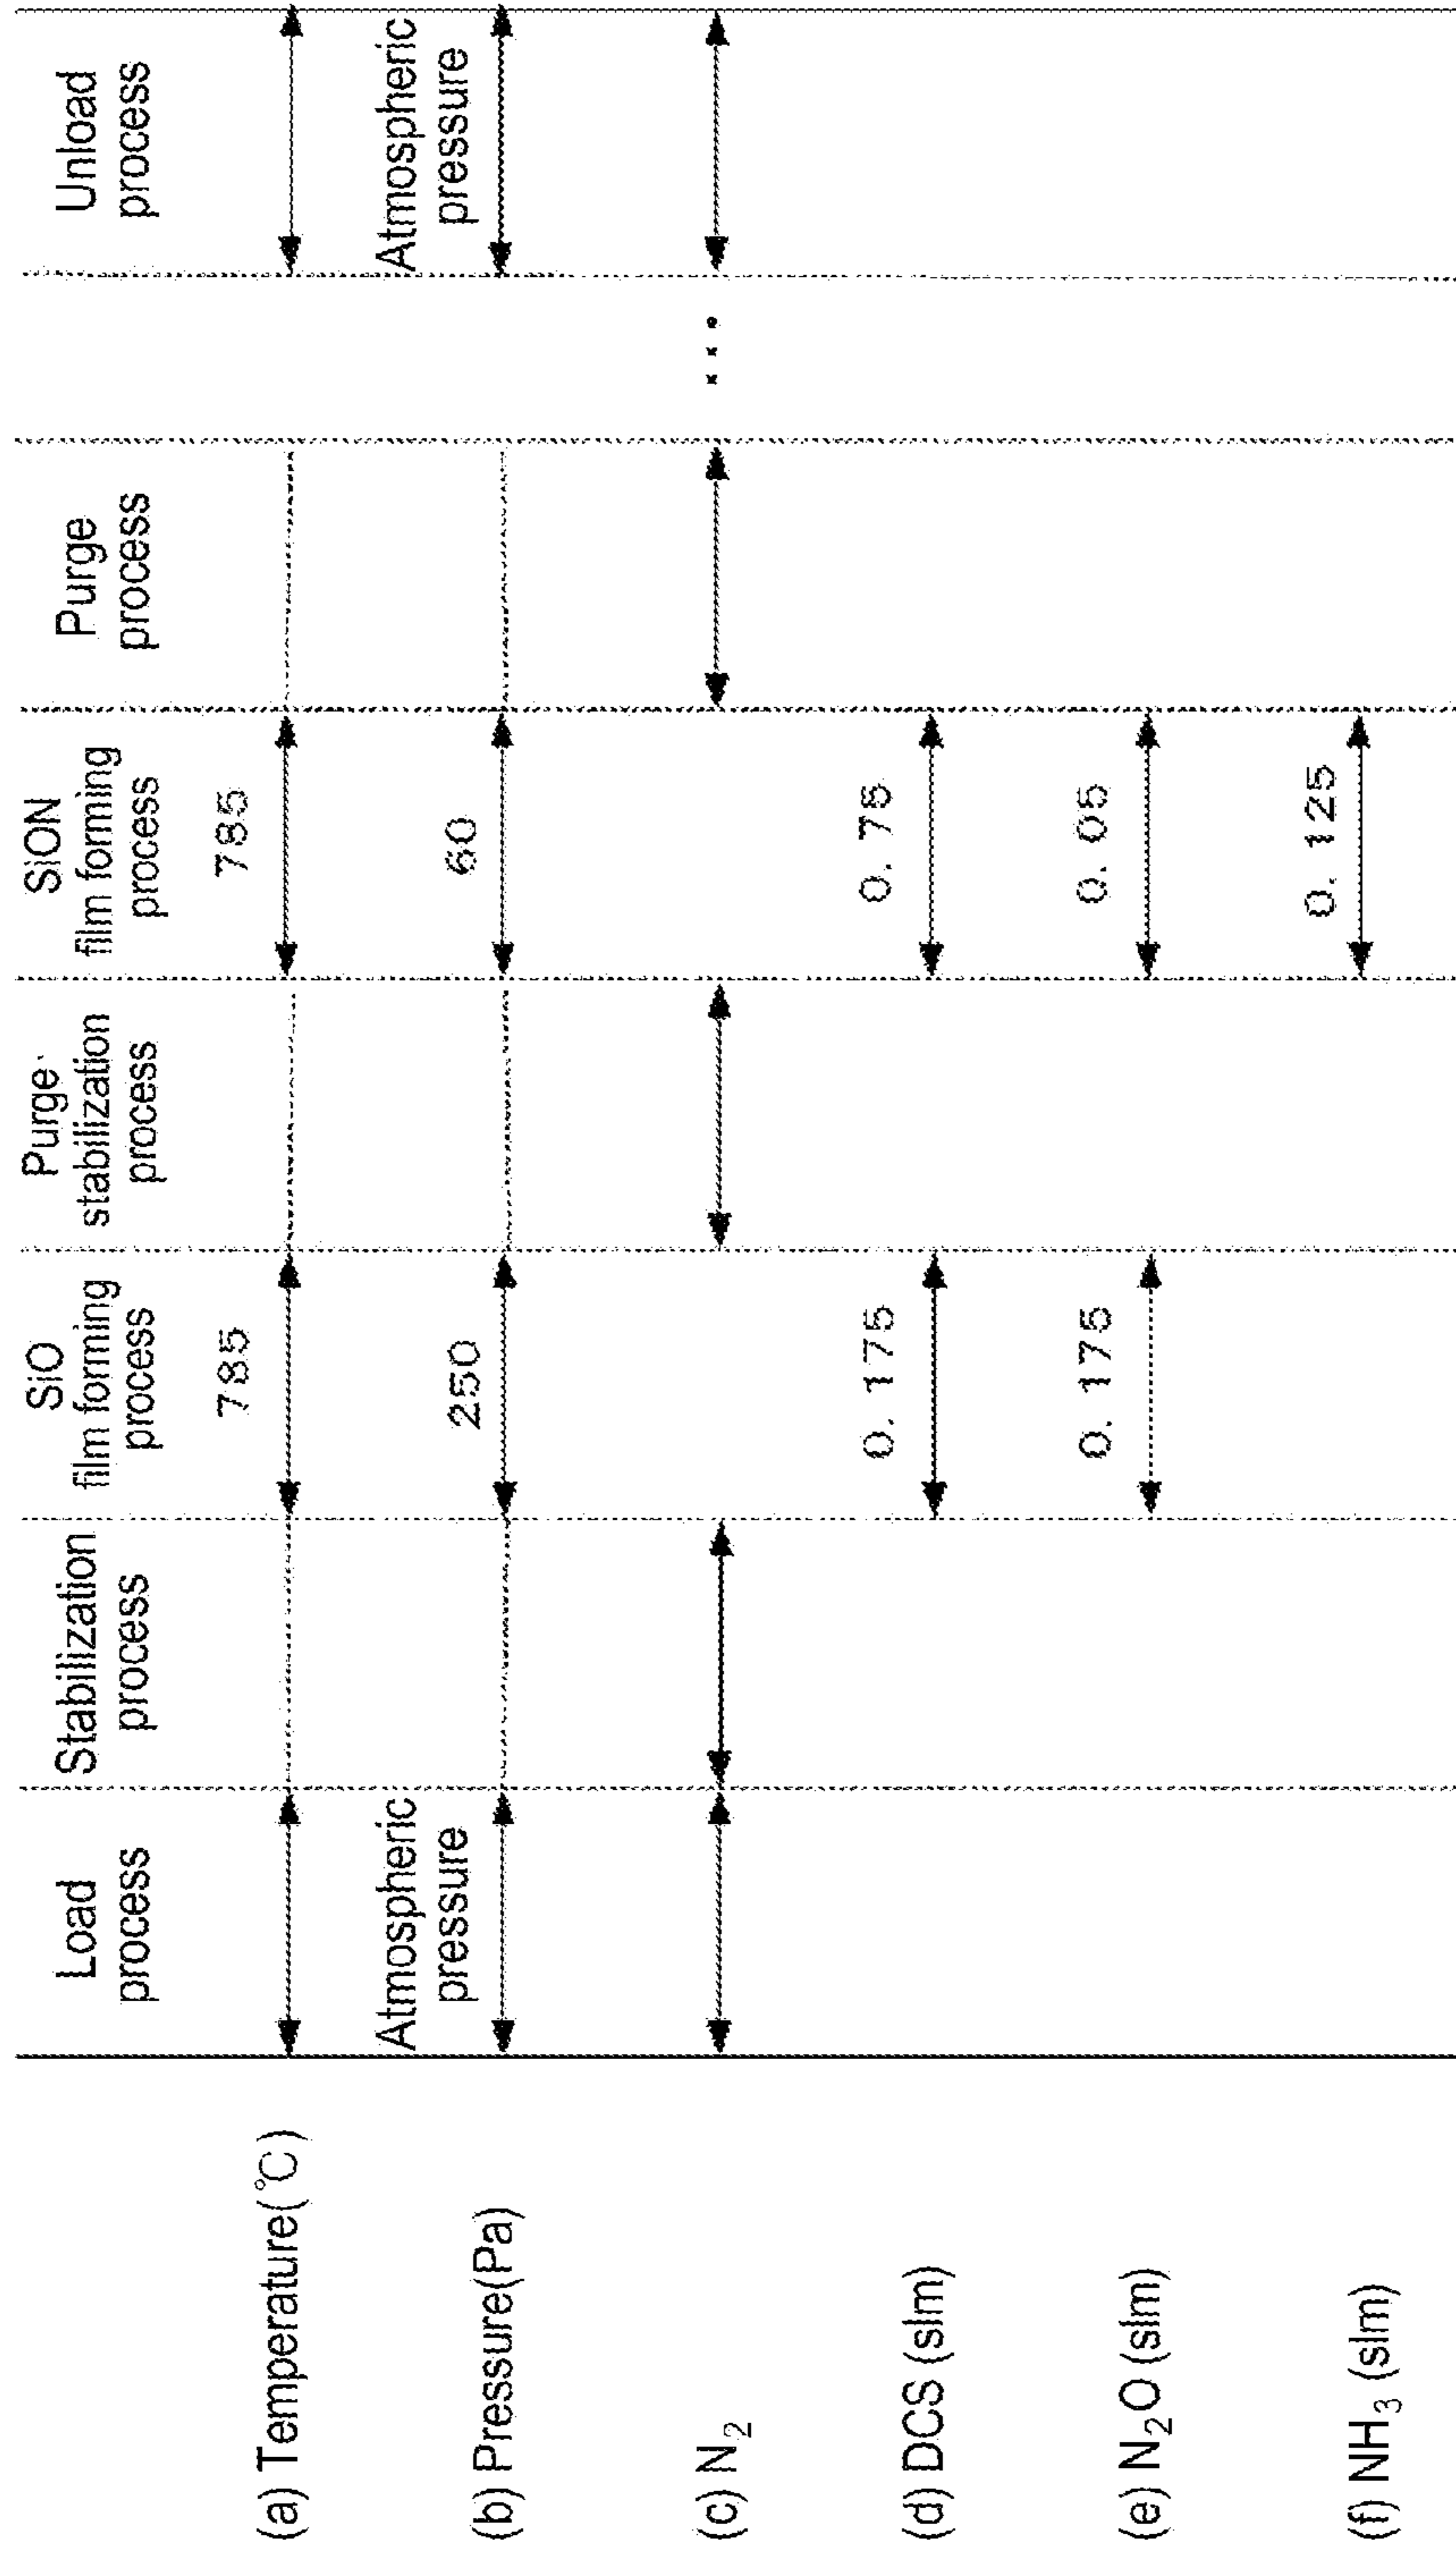 Load
process
Stabilization
process
SiO
film forming
process
Purge·
stabilization
process
SiON
film forming
process
Purge
process
Unload
process
(a) Temperature(℃)
785
785
(b) Pressure(Pa)
Atmospheric
pressure
250
60
Atmospheric
pressure
(c) N₂
(d) DCS (slm)
0. 175
0. 75
(e) N₂O (slm)
0. 175
0. 05
(f) NH₃ (slm)
0. 125